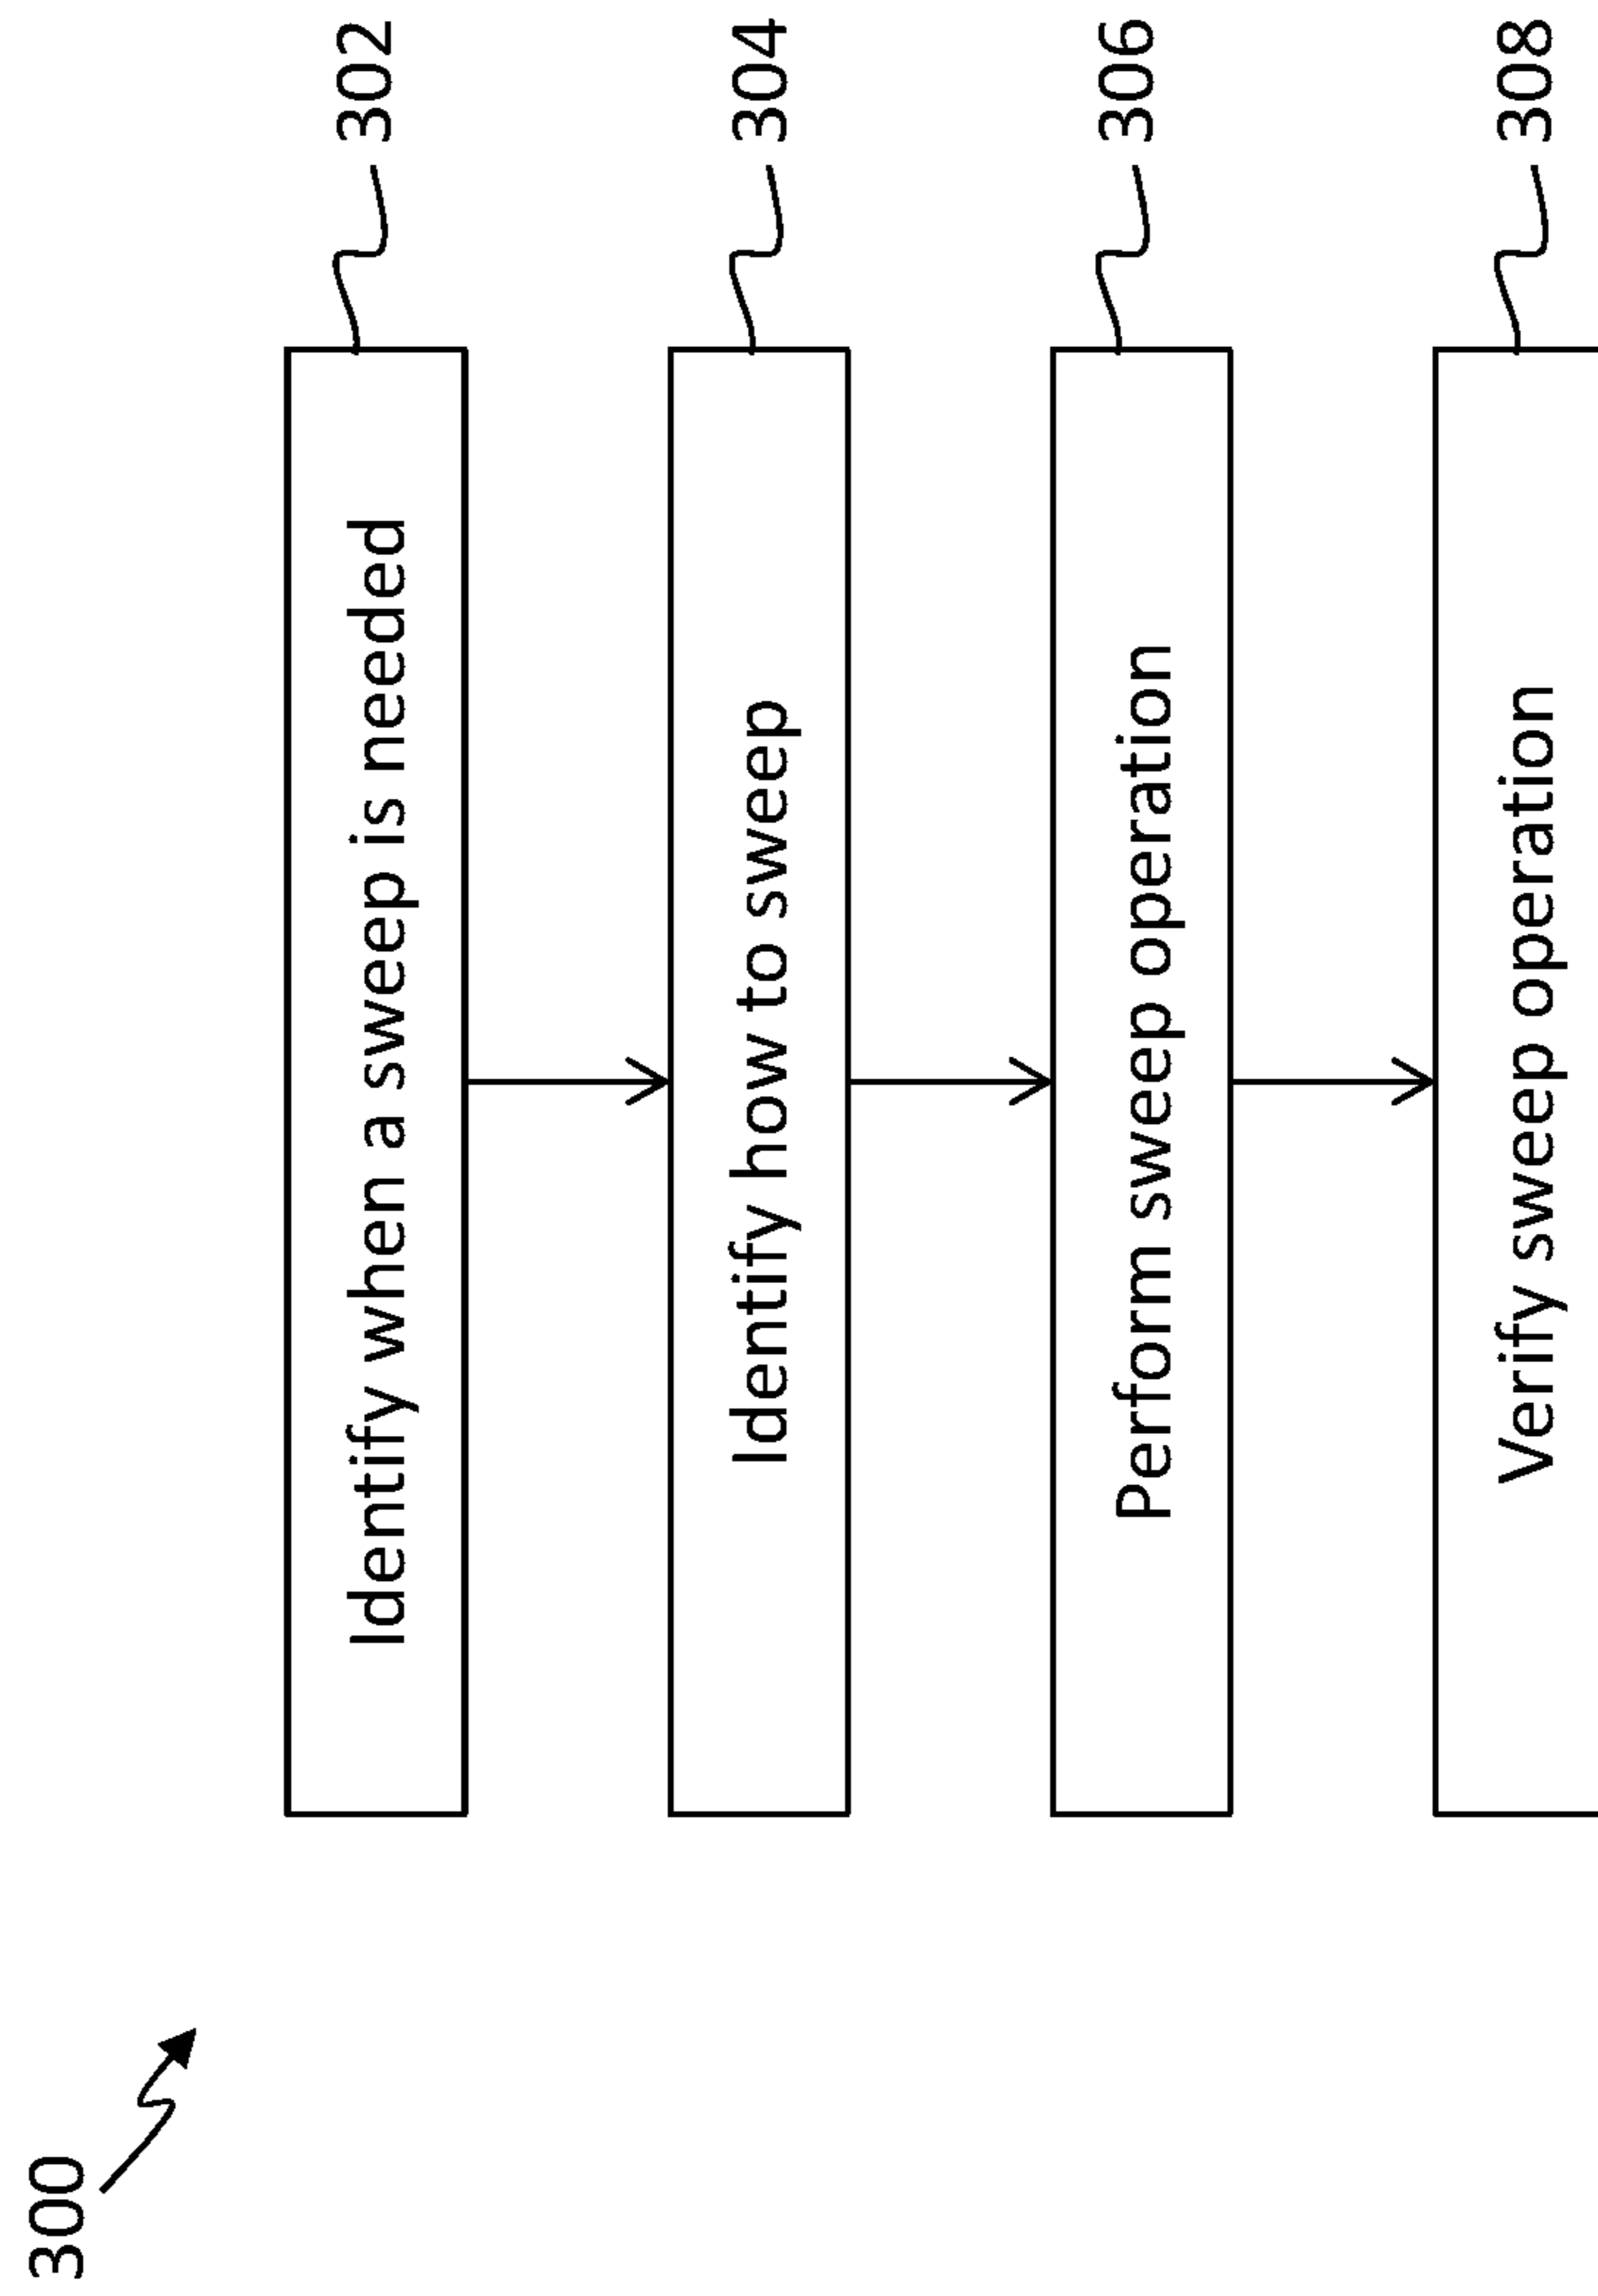 300
Identify when a sweep is needed
302
Identify how to sweep
304
Perform sweep operation
306
Verify sweep operation
308